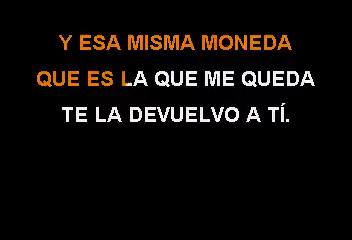 Y ESA MISMA MONEDA
QUE ES LA QUE ME QUEDA
TE LA DEVUELVO A TÍ.